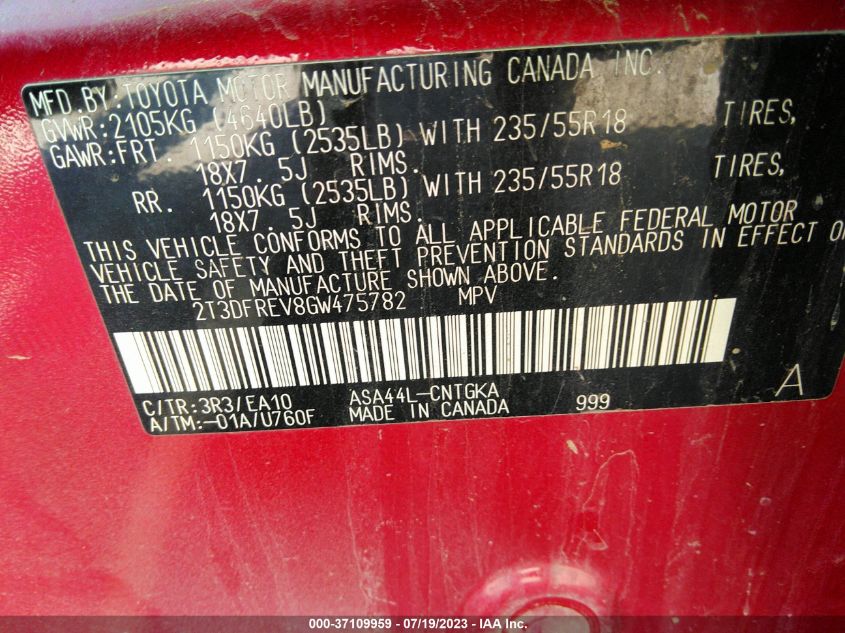 MFD.BY:TOYOTA MOTOR MANUFACTURING CANADA INC.
GVWR:2105KG (4640LB)
GAWR:FRT. 1150KG (2535LB) WITH 235/55R18 TIRES,
18X7. 5J RIMS.
RR. 1150KG (2535LB) WITH 235/55R18 TIRES,
18X7. 5J RIMS.
THIS VEHICLE CONFORMS TO ALL APPLICABLE FEDERAL MOTOR
VEHICLE SAFETY AND THEFT PREVENTION STANDARDS IN EFFECT O
THE DATE OF MANUFACTURE SHOWN ABOVE.
2T3DFREV8GW475782 MPV
C/TR:3R3/EA10 ASA44L-CNTGKA A
A/TM:-01A/U760F MADE IN CANADA 999
000-37109959 - 07/19/2023 - IAA Inc.